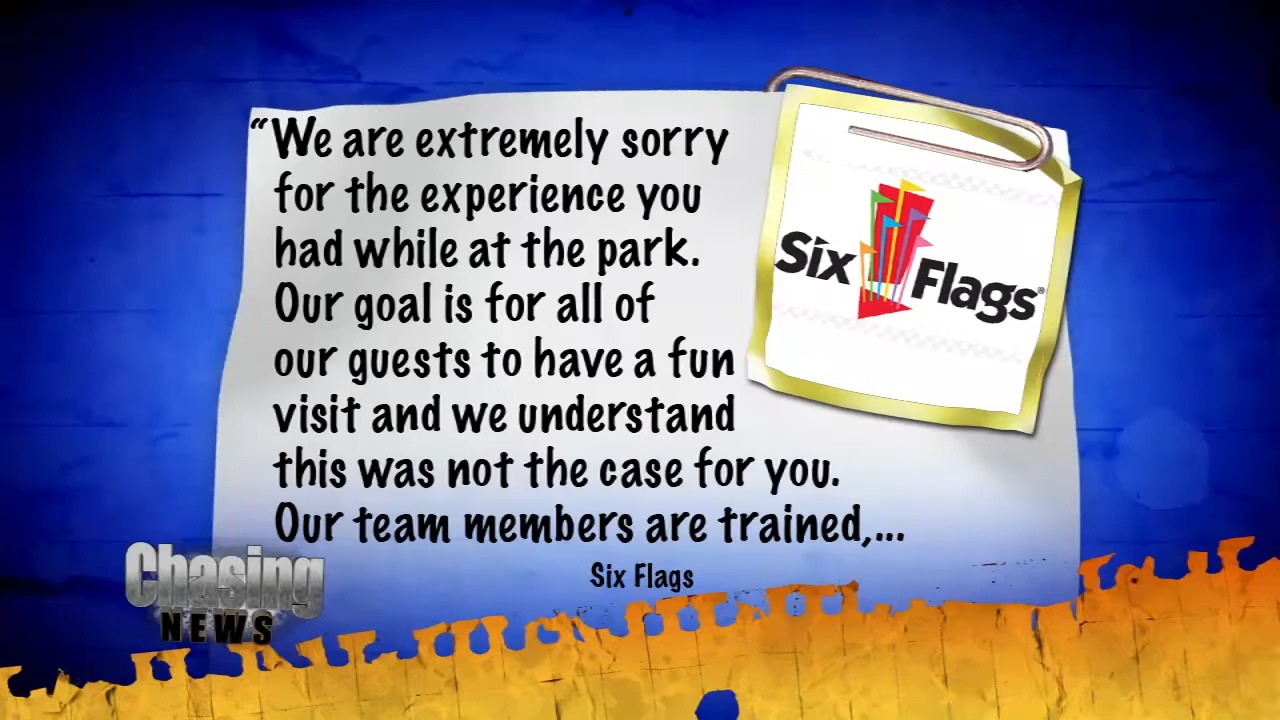 “We are extremely sorry
for the experience you
had while at the park.
Our goal is for all of
our guests to have a fun
visit and we understand
this was not the case for you.
Our team members are trained,...
Six Flags
Six Flags®
Chasing
NEWS